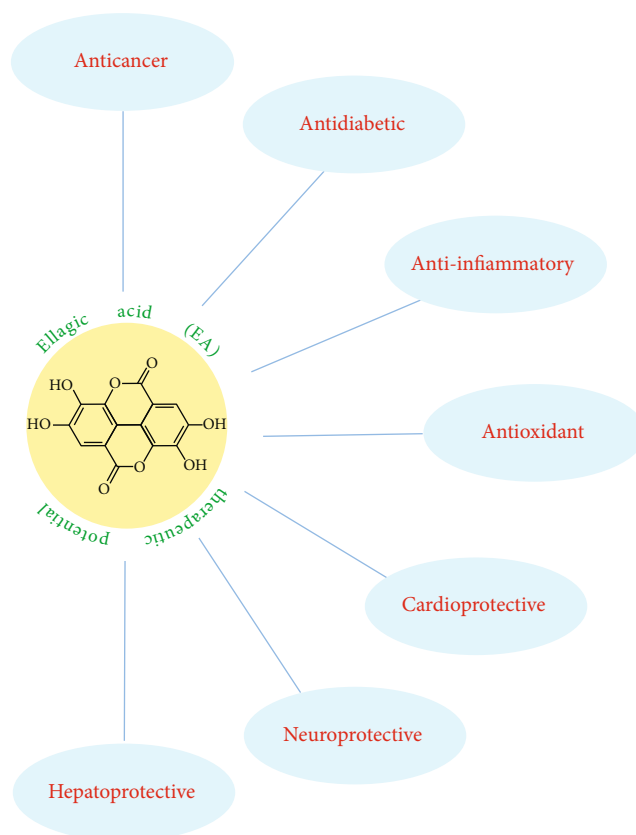 Anticancer
Antidiabetic
Anti-infiammatory
Antioxidant
Cardioprotective
Neuroprotective
Hepatoprotective
Ellagic acid (EA)
therapeutic potential
O
O
HO
HO
OH
OH
O
O